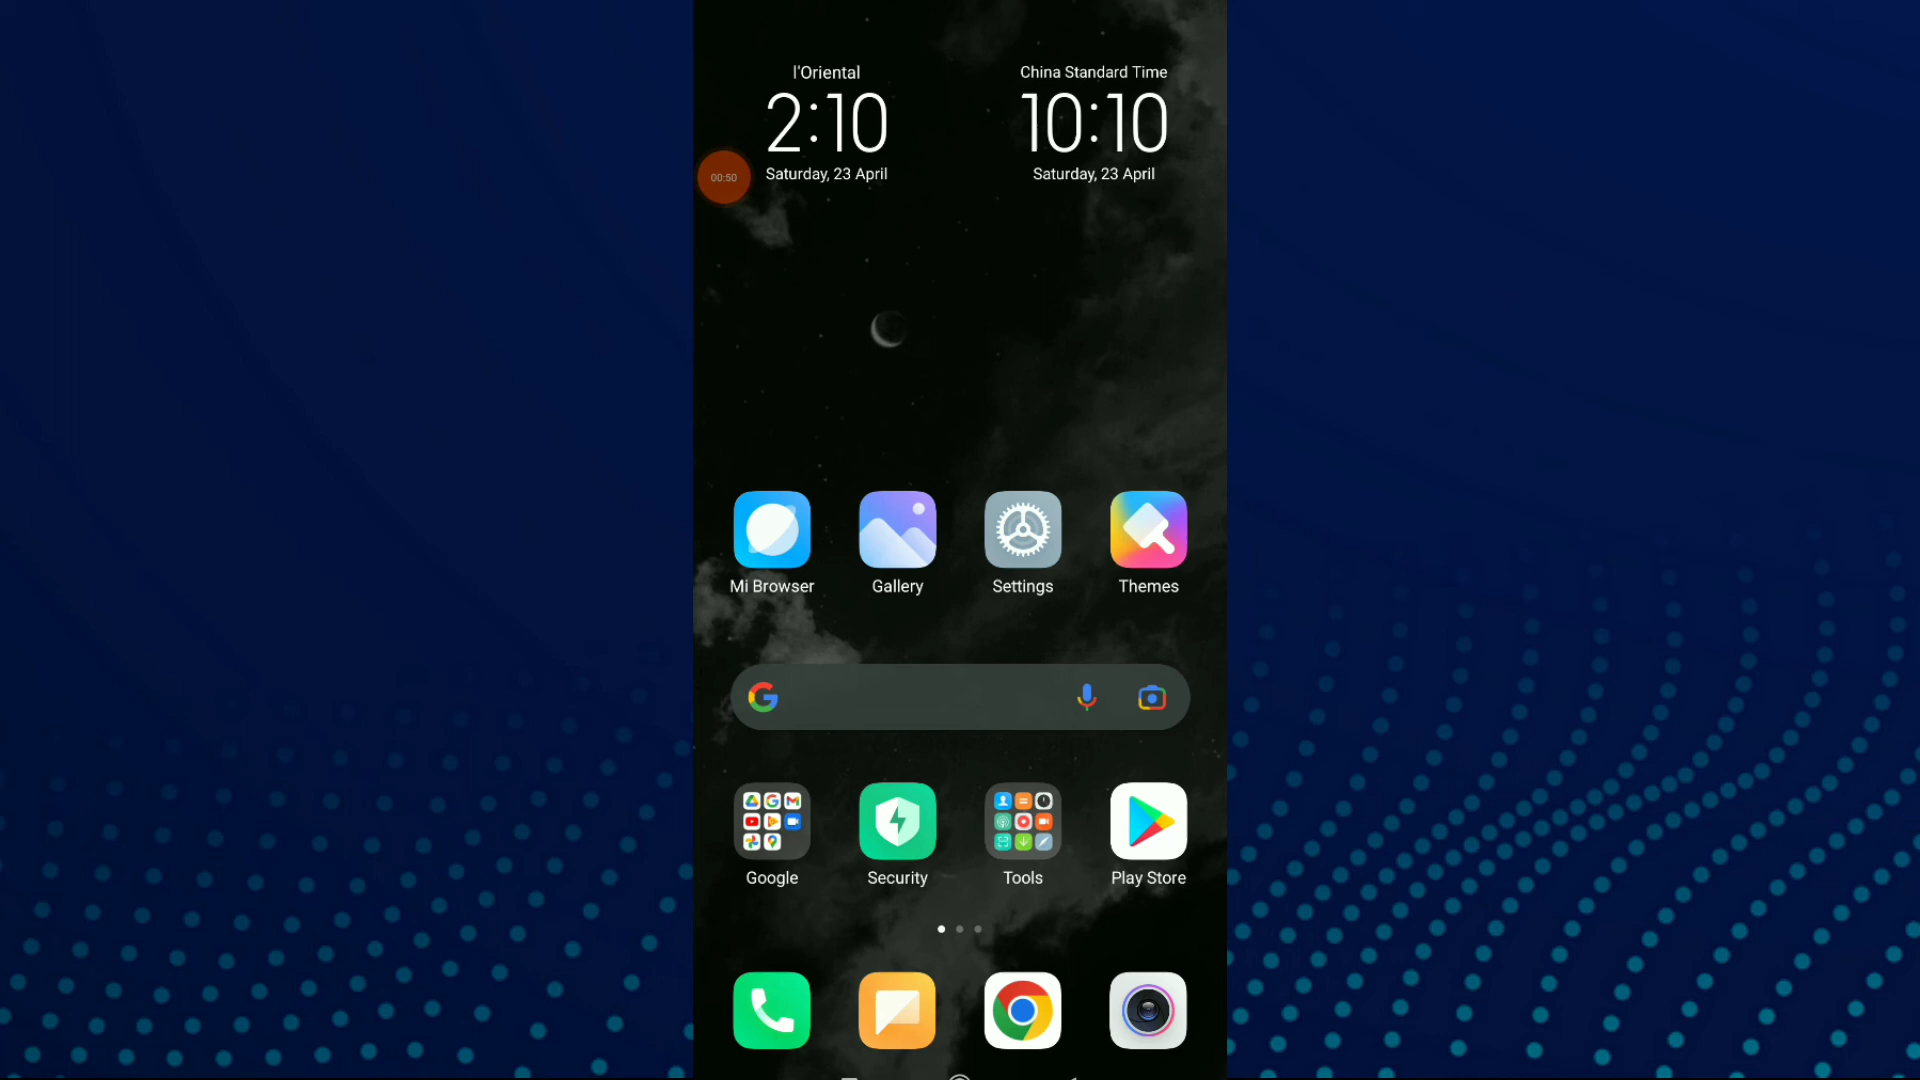 l'Oriental
2:10
Saturday, 23 April
China Standard Time
10:10
Saturday, 23 April
00:50
Mi Browser
Gallery
Settings
Themes
Google
Security
Tools
Play Store